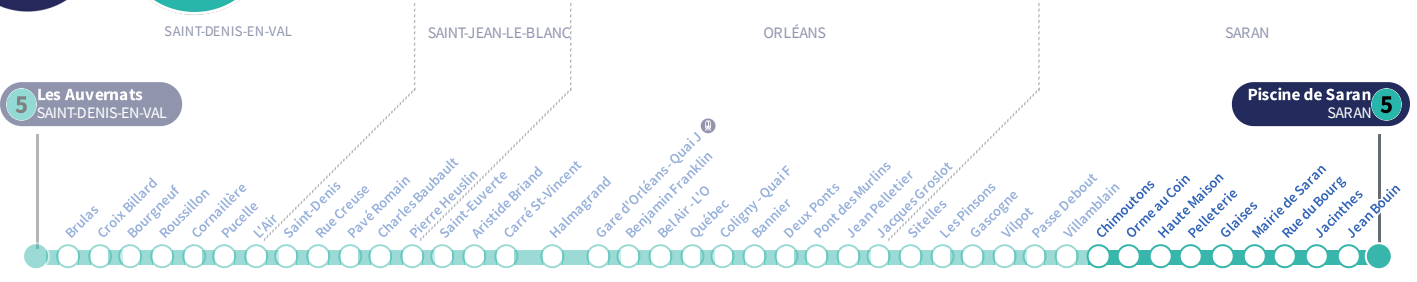 SAINT-DENIS-EN-VAL
SAINT-JEAN-LE-BLANC
ORLÉANS
SARAN
5
Les Auvernats
SAINT-DENIS-EN-VAL
Piscine de Saran
SARAN
5
Brulas
Croix Billard
Bourgneuf
Roussillon
Cornaillère
Pucelle
L'Air
Saint-Denis
Rue Creuse
Pavé Romain
Charles Baubault
Pierre Heuslin
Saint-Euverte
Aristide Briand
Carré St-Vincent
Halmagrand
Gare d'Orléans - Quai J
Benjamin Franklin
Bel Air - L'O
Québec
Coligny - Quai F
Bannier
Deux Ponts
Pont des Murlins
Jean Pelletier
Jacques Groslot
Sitelles
Les Pinsons
Gascogne
Vilpot
Passe Debout
Villamblain
Chimoutons
Orme au Coin
Haute Maison
Pelleterie
Glaises
Mairie de Saran
Rue du Bourg
Jacinthes
Jean Bouin